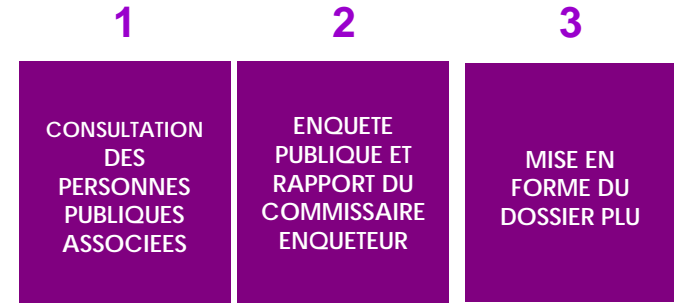 1
2
3
CONSULTATION
DES
PERSONNES
PUBLIQUES
ASSOCIEES
ENQUETE
PUBLIQUE ET
RAPPORT DU
COMMISSAIRE
ENQUETEUR
MISE EN
FORME DU
DOSSIER PLU